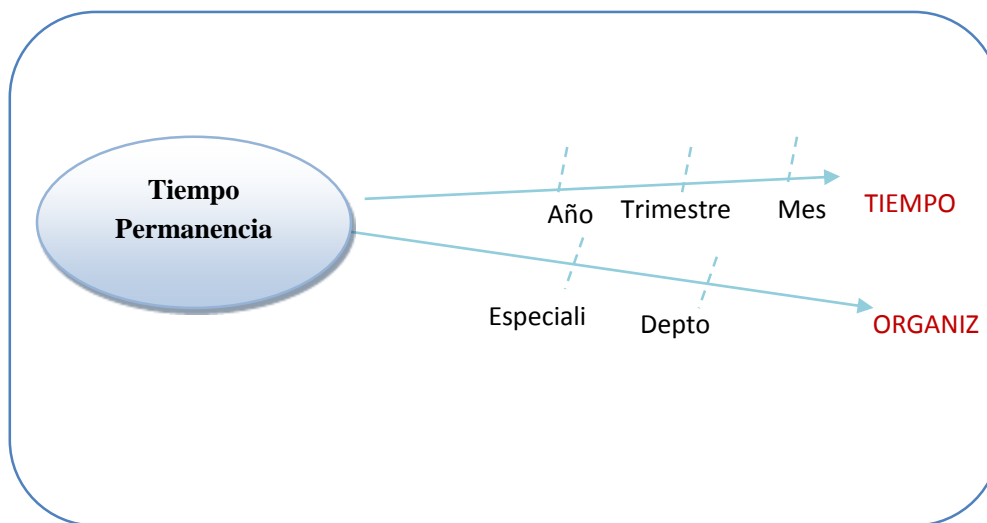 Tiempo
Permanencia
Año Trimestre Mes TIEMPO
Especiali Depto ORGANIZ